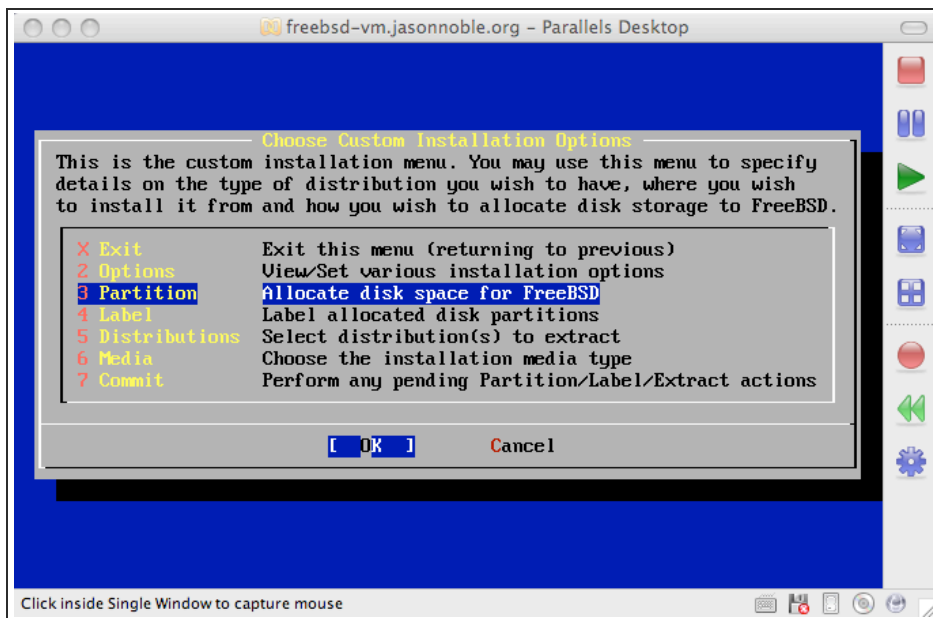 freebsd-vm.jasonnoble.org – Parallels Desktop
Choose Custom Installation Options
This is the custom installation menu. You may use this menu to specify
details on the type of distribution you wish to have, where you wish
to install it from and how you wish to allocate disk storage to FreeBSD.
X Exit Exit this menu (returning to previous)
2 Options View/Set various installation options
3 Partition Allocate disk space for FreeBSD
4 Label Label allocated disk partitions
5 Distributions Select distribution(s) to extract
6 Media Choose the installation media type
7 Commit Perform any pending Partition/Label/Extract actions
[ OK ] Cancel
Click inside Single Window to capture mouse